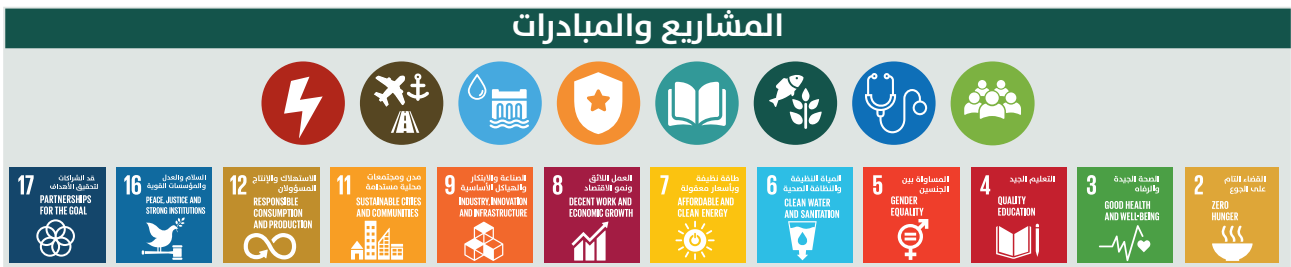 المشاريع والمبادرات
2
القضاء التام
على الجوع
ZERO
HUNGER
3
الصحة الجيدة
والرفاه
GOOD HEALTH
AND WELL-BEING
4
التعليم الجيد
QUALITY
EDUCATION
5
المساواة بين
الجنسين
GENDER
EQUALITY
6
المياة النظيفة
والنظافة الصحية
CLEAN WATER
AND SANITATION
7
طاقة نظيفة
وبأسعار معقولة
AFFORDABLE AND
CLEAN ENERGY
8
العمل اللائق
ونمو الاقتصاد
DECENT WORK AND
ECONOMIC GROWTH
9
الصناعة والابتكار
والهياكل الأساسية
INDUSTRY, INNOVATION
AND INFRASTRUCTURE
11
مدن ومجتمعات
محلية مستدامة
SUSTAINABLE CITIES
AND COMMUNITIES
12
الاستهلاك والإنتاج
المسؤولان
RESPONSIBLE
CONSUMPTION
AND PRODUCTION
16
السلام والعدل
والمؤسسات القوية
PEACE, JUSTICE AND
STRONG INSTITUTIONS
17
قد الشراكات
لتحقيق الأهداف
PARTNERSHIPS
FOR THE GOAL